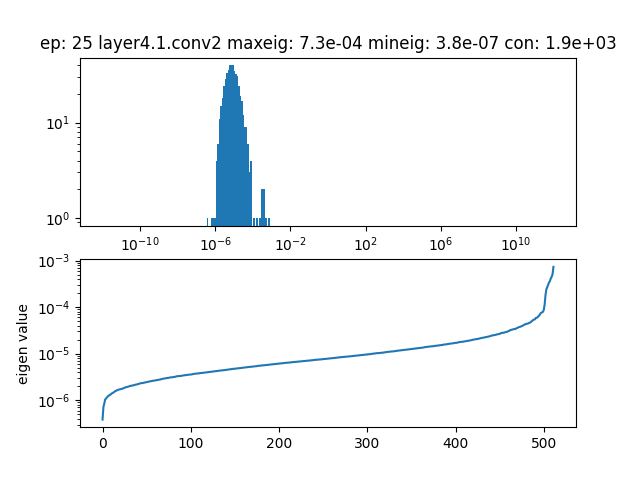 ep: 25 layer4.1.conv2 maxeig: 7.3e-04 mineig: 3.8e-07 con: 1.9e+03
10¹
10⁰
10⁻¹⁰ 10⁻⁶ 10⁻² 10² 10⁶ 10¹⁰
10⁻³
10⁻⁴
10⁻⁵
10⁻⁶
eigen value
0 100 200 300 400 500